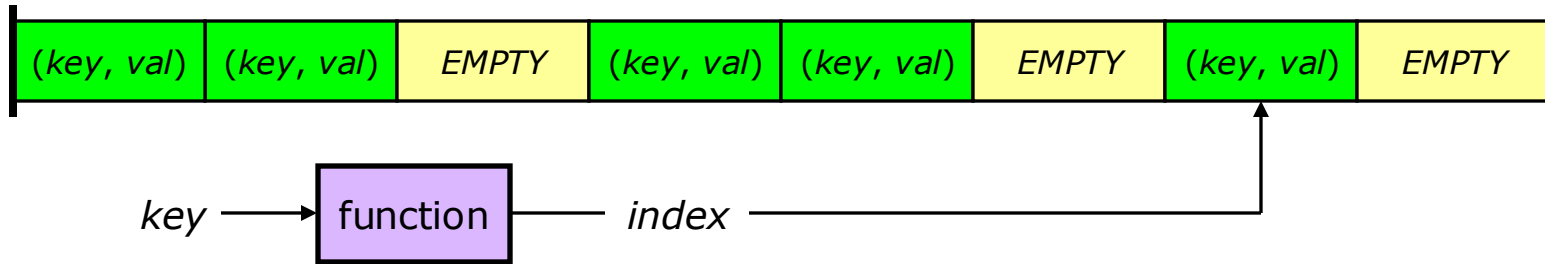 (key, val) (key, val) EMPTY (key, val) (key, val) EMPTY (key, val) EMPTY
key function index